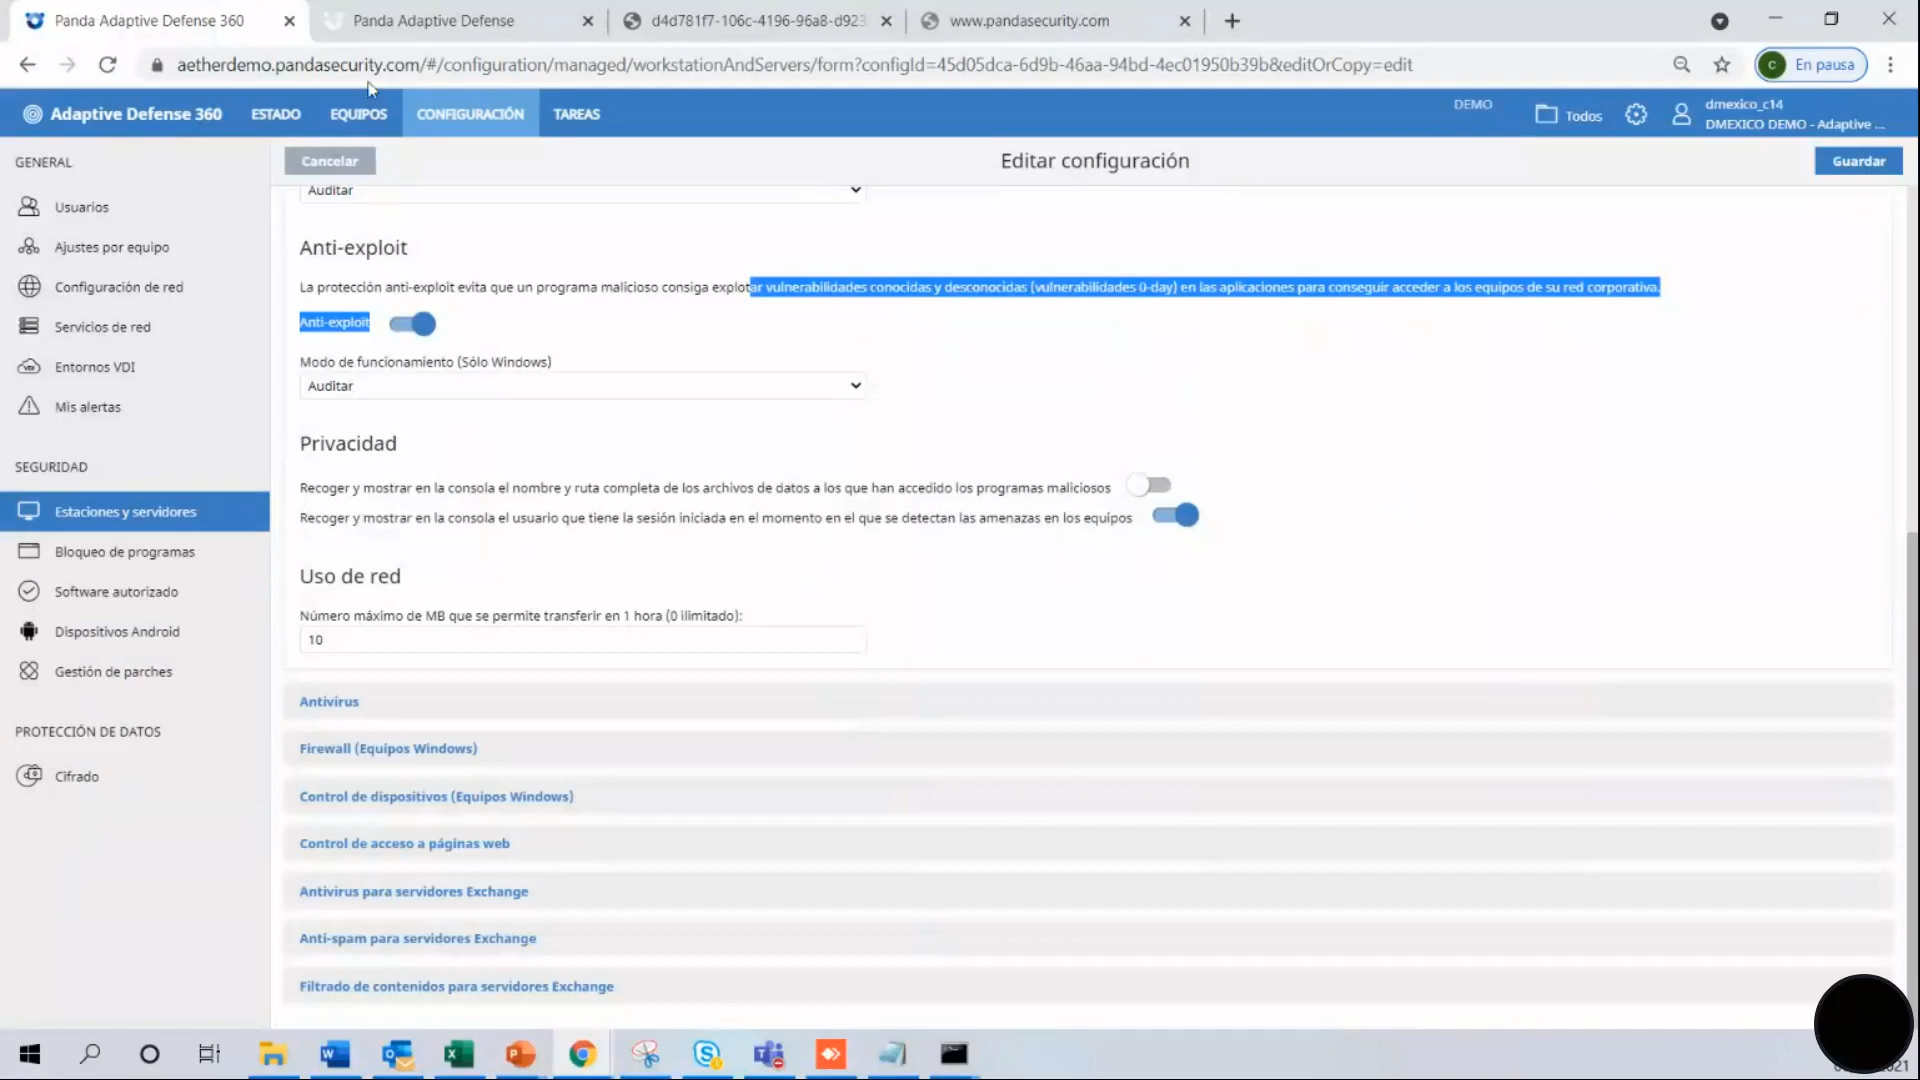 Panda Adaptive Defense 360
Panda Adaptive Defense
d4d781f7-106c-4196-96a8-d923
www.pandasecurity.com
aetherdemo.pandasecurity.com/#/configuration/managed/workstationAndServers/form?configId=45d05dca-6d9b-46aa-94bd-4ec01950b39b&editOrCopy=edit
C
En pausa
Adaptive Defense 360
ESTADO
EQUIPOS
CONFIGURACIÓN
TAREAS
DEMO
Todos
dmexico_c14
DMEXICO DEMO - Adaptive ...
GENERAL
Usuarios
Ajustes por equipo
Configuración de red
Servicios de red
Entornos VDI
Mis alertas
SEGURIDAD
Estaciones y servidores
Bloqueo de programas
Software autorizado
Dispositivos Android
Gestión de parches
PROTECCIÓN DE DATOS
Cifrado
Cancelar
Editar configuración
Guardar
Auditar
Anti-exploit
La protección anti-exploit evita que un programa malicioso consiga explotar vulnerabilidades conocidas y desconocidas (vulnerabilidades 0-day) en las aplicaciones para conseguir acceder a los equipos de su red corporativa.
Anti-exploit
Modo de funcionamiento (Sólo Windows)
Auditar
Privacidad
Recoger y mostrar en la consola el nombre y ruta completa de los archivos de datos a los que han accedido los programas maliciosos
Recoger y mostrar en la consola el usuario que tiene la sesión iniciada en el momento en el que se detectan las amenazas en los equipos
Uso de red
Número máximo de MB que se permite transferir en 1 hora (0 ilimitado):
10
Antivirus
Firewall (Equipos Windows)
Control de dispositivos (Equipos Windows)
Control de acceso a páginas web
Antivirus para servidores Exchange
Anti-spam para servidores Exchange
Filtrado de contenidos para servidores Exchange